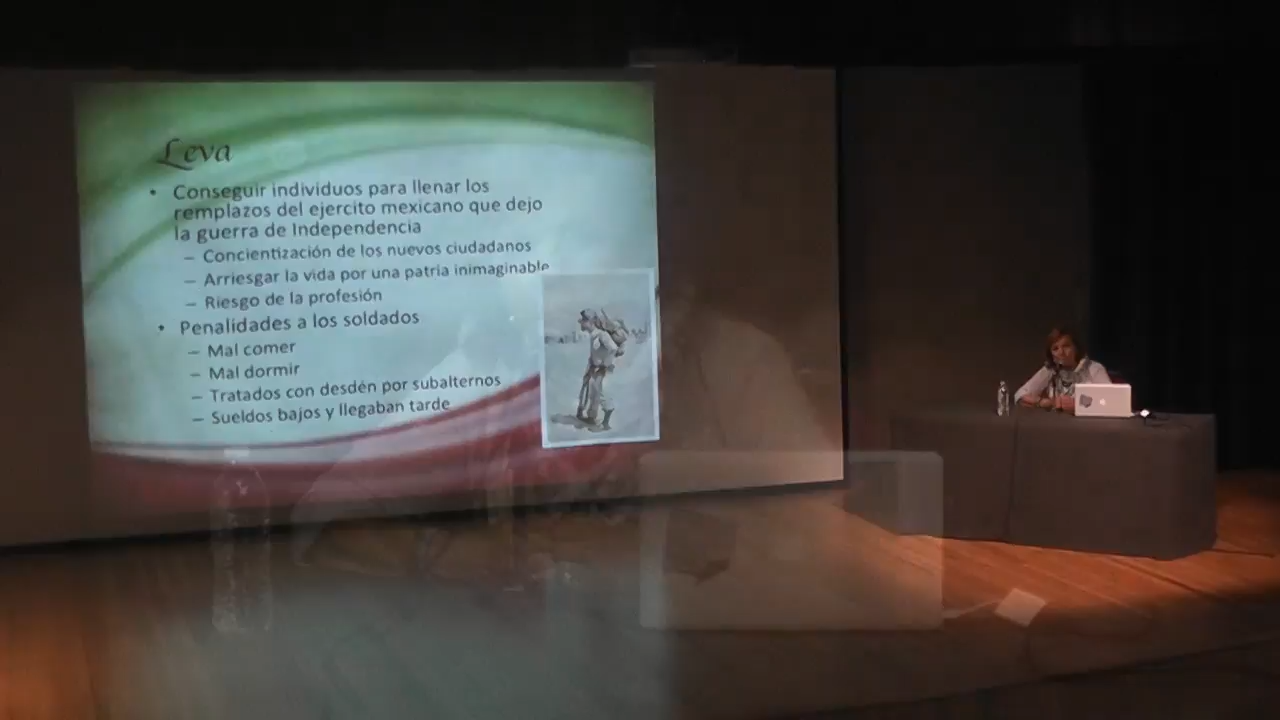 Leva
• Conseguir individuos para llenar los
remplazos del ejercito mexicano que dejo
la guerra de Independencia
– Concientización de los nuevos ciudadanos
– Arriesgar la vida por una patria inimaginable
– Riesgo de la profesión
• Penalidades a los soldados
– Mal comer
– Mal dormir
– Tratados con desdén por subalternos
– Sueldos bajos y llegaban tarde